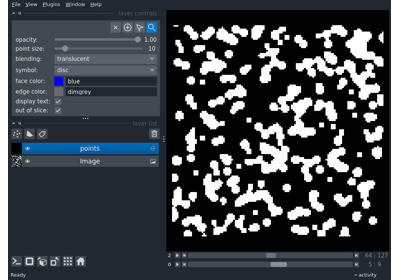 File View Plugins Window Help
layer controls
opacity: 1.00
point size: 10
blending: translucent
symbol: disc
face color: blue
edge color: dimgrey
display text:
out of slice:
layer list
points
Image
2 64 127
0 5 9
Ready activity